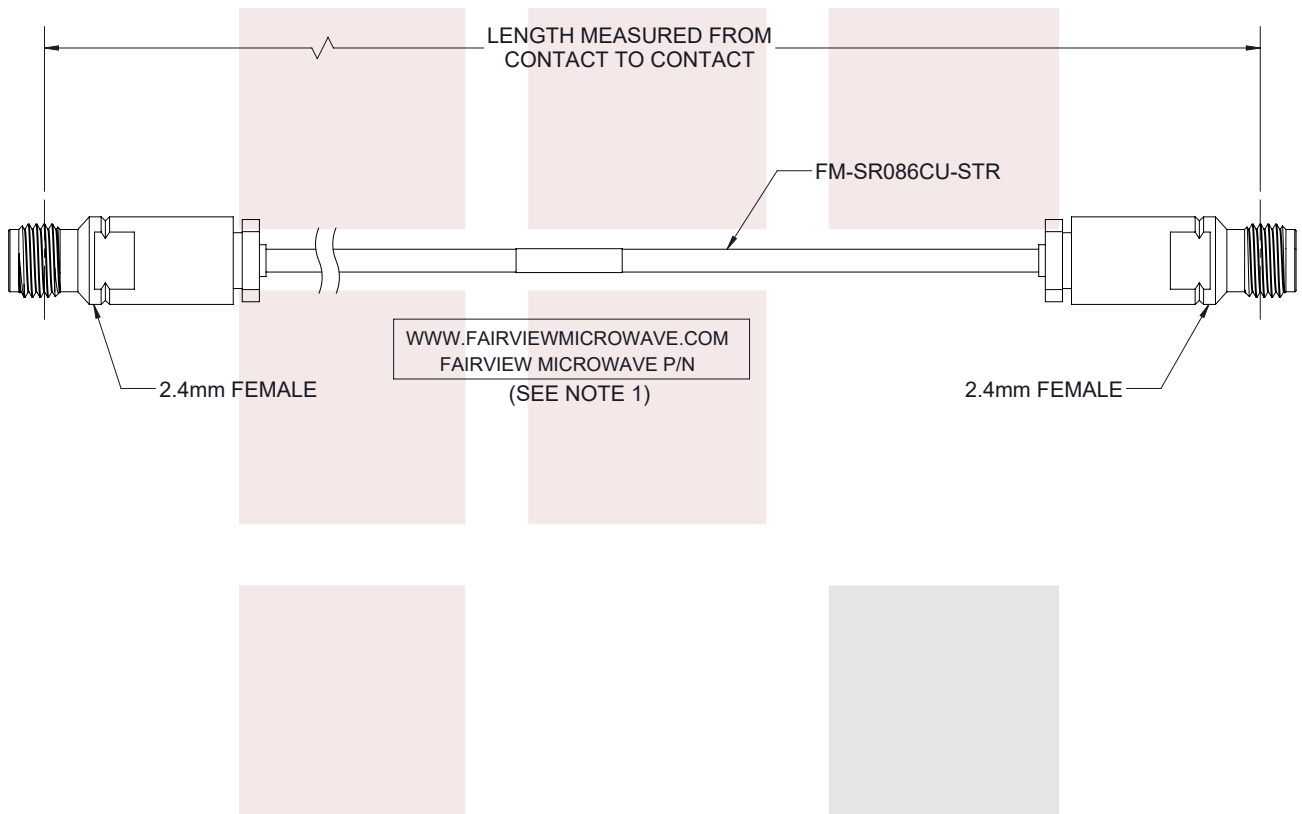 LENGTH MEASURED FROM
CONTACT TO CONTACT
FM-SR086CU-STR
WWW.FAIRVIEWMICROWAVE.COM
FAIRVIEW MICROWAVE P/N
(SEE NOTE 1)
2.4mm FEMALE
2.4mm FEMALE